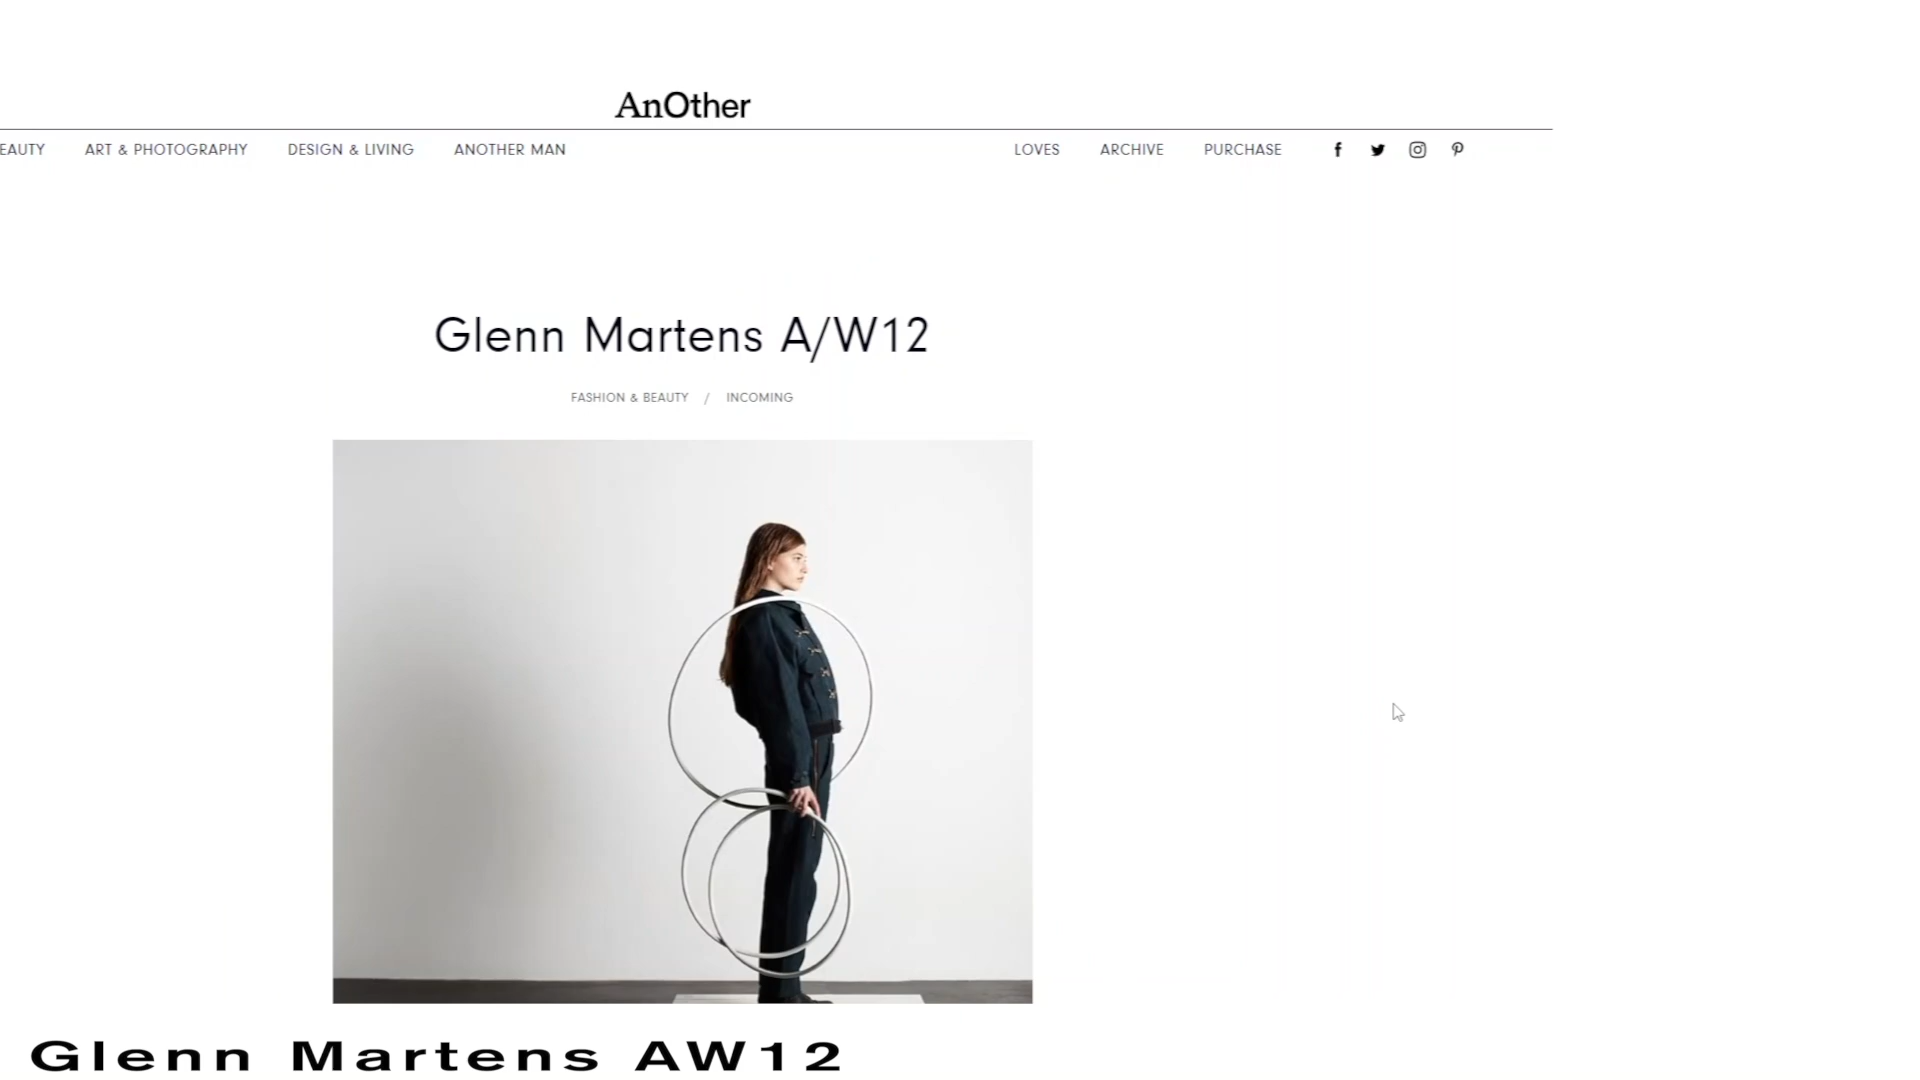 AnOther
EAUTY ART & PHOTOGRAPHY DESIGN & LIVING ANOTHER MAN LOVES ARCHIVE PURCHASE
Glenn Martens A/W12
FASHION & BEAUTY / INCOMING
Glenn Martens AW12